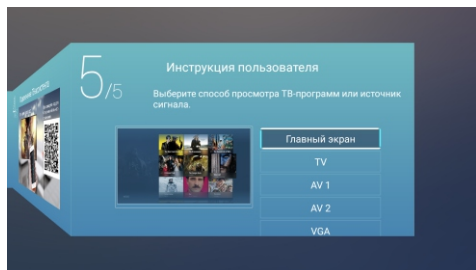 5/5
Инструкция пользователя
Выберите способ просмотра ТВ-программ или источник
сигнала.
Главный экран
TV
AV 1
AV 2
VGA